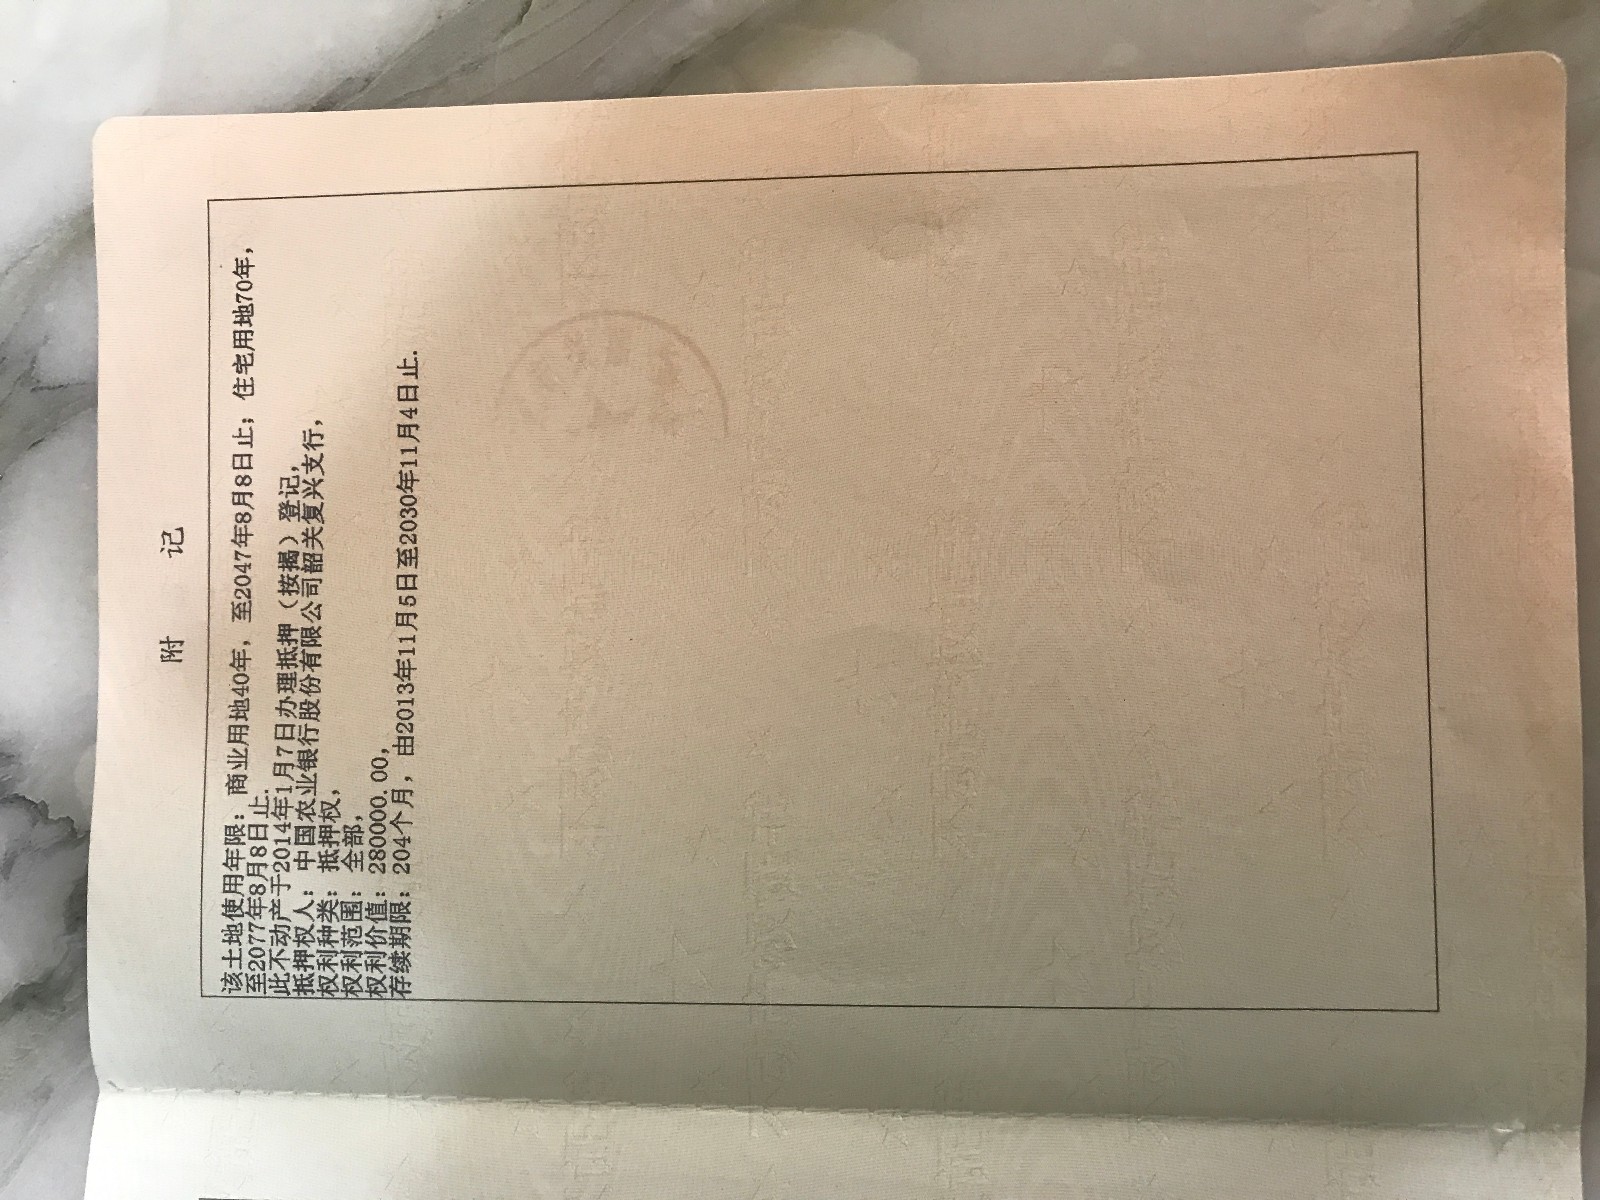 附 记
该土地使用年限：商业用地40年，至2047年8月8日止；住宅用地70年，
至2077年8月8日止.
此不动产于2014年1月7日办理抵押（按揭）登记，
抵押权人：中国农业银行股份有限公司韶关复兴支行，
权利种类：抵押权，
权利范围：全部，
权利价值：280000.00，
存续期限：204个月，由2013年11月5日至2030年11月4日止.